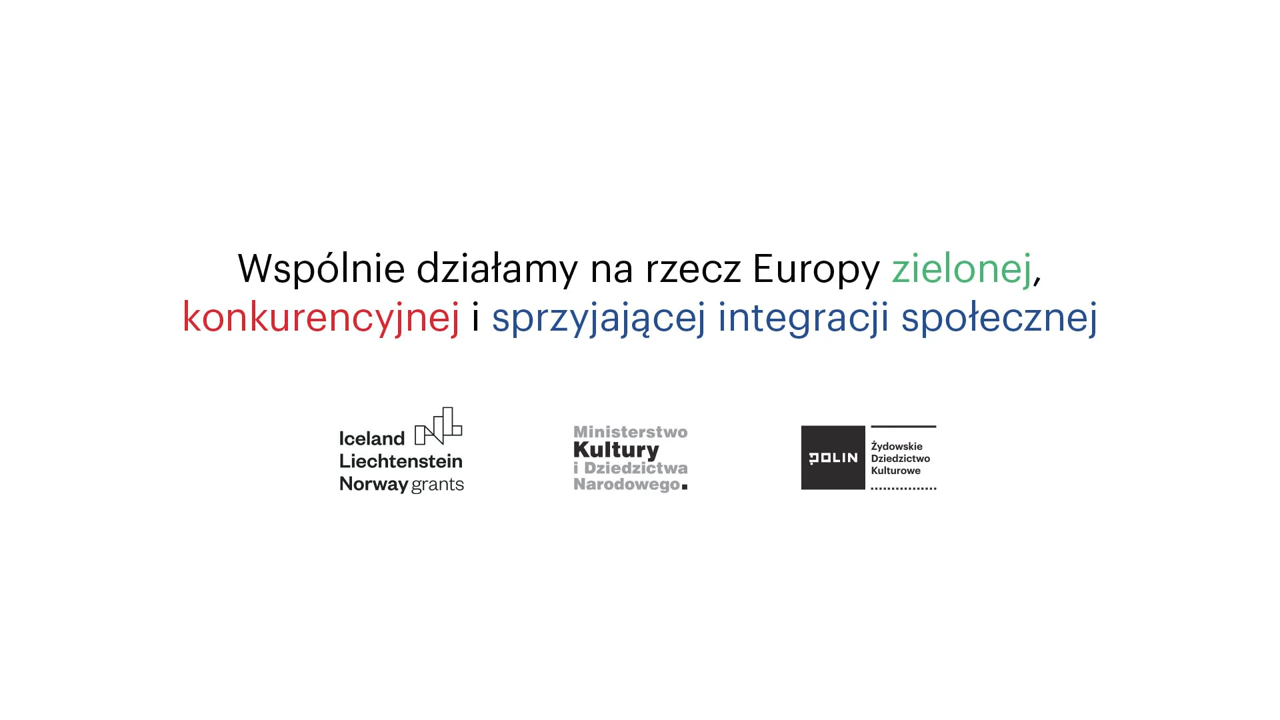 Wspólnie działamy na rzecz Europy zielonej,
konkurencyjnej i sprzyjającej integracji społecznej
Iceland
Liechtenstein
Norway grants
Ministerstwo
Kultury
i Dziedzictwa
Narodowego.
POLIN
Żydowskie
Dziedzictwo
Kulturowe